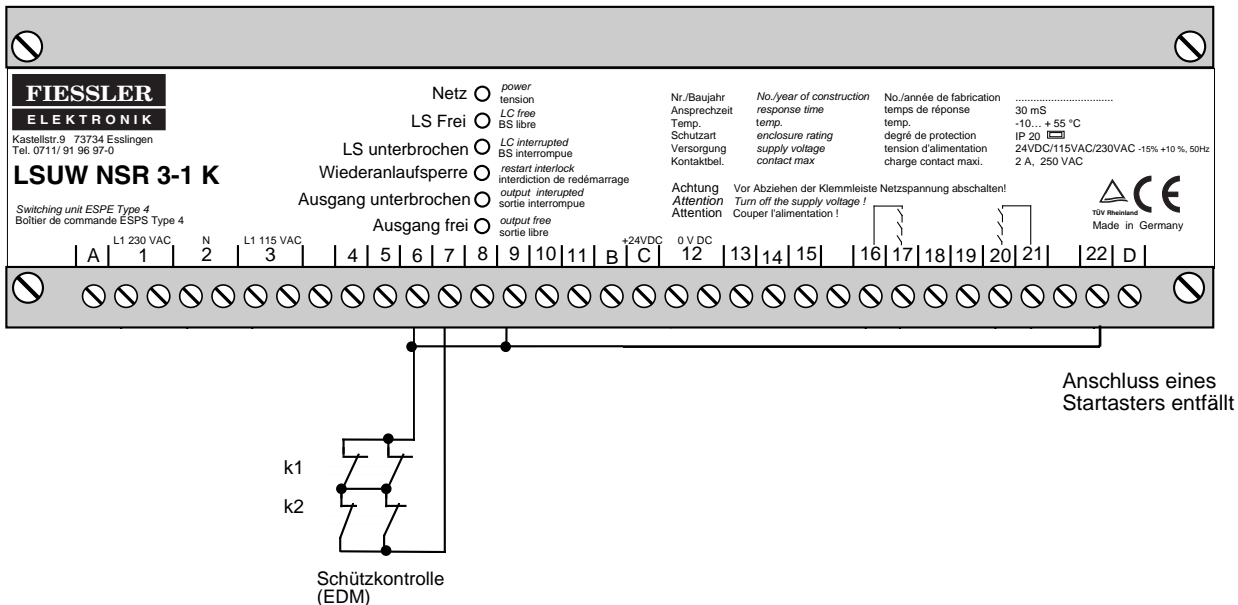 FIESSLER
ELEKTRONIK
Kastellstr.9 73734 Esslingen
Tel. 0711/ 91 96 97-0
LSUW NSR 3-1 K
Switching unit ESPE Type 4
Boîtier de commande ESPS Type 4
Netz power
tension
LS Frei LC free
BS libre
LS unterbrochen LC interrupted
BS interrompue
Wiederanlaufsperre restart interlock
interdiction de redémarrage
Ausgang unterbrochen output interupted
sortie interrompue
Ausgang frei output free
sortie libre
Nr./Baujahr No./year of construction No./année de fabrication ................................
Ansprechzeit response time temps de réponse 30 mS
Temp. temp. temp. -10... + 55 °C
Schutzart enclosure rating degré de protection IP 20
Versorgung supply voltage tension d'alimentation 24VDC/115VAC/230VAC -15% +10 %, 50Hz
Kontaktbel. contact max charge contact maxi. 2 A, 250 VAC
Achtung Vor Abziehen der Klemmleiste Netzspannung abschalten!
Attention Turn off the supply voltage !
Attention Couper l'alimentation !
TÜV Rheinland CE
Made in Germany
L1 230 VAC N L1 115 VAC +24VDC 0 V DC
A 1 2 3 4 5 6 7 8 9 10 11 B C 12 13 14 15 16 17 18 19 20 21 22 D
Anschluss eines
Startasters entfällt
k1
k2
Schützkontrolle
(EDM)